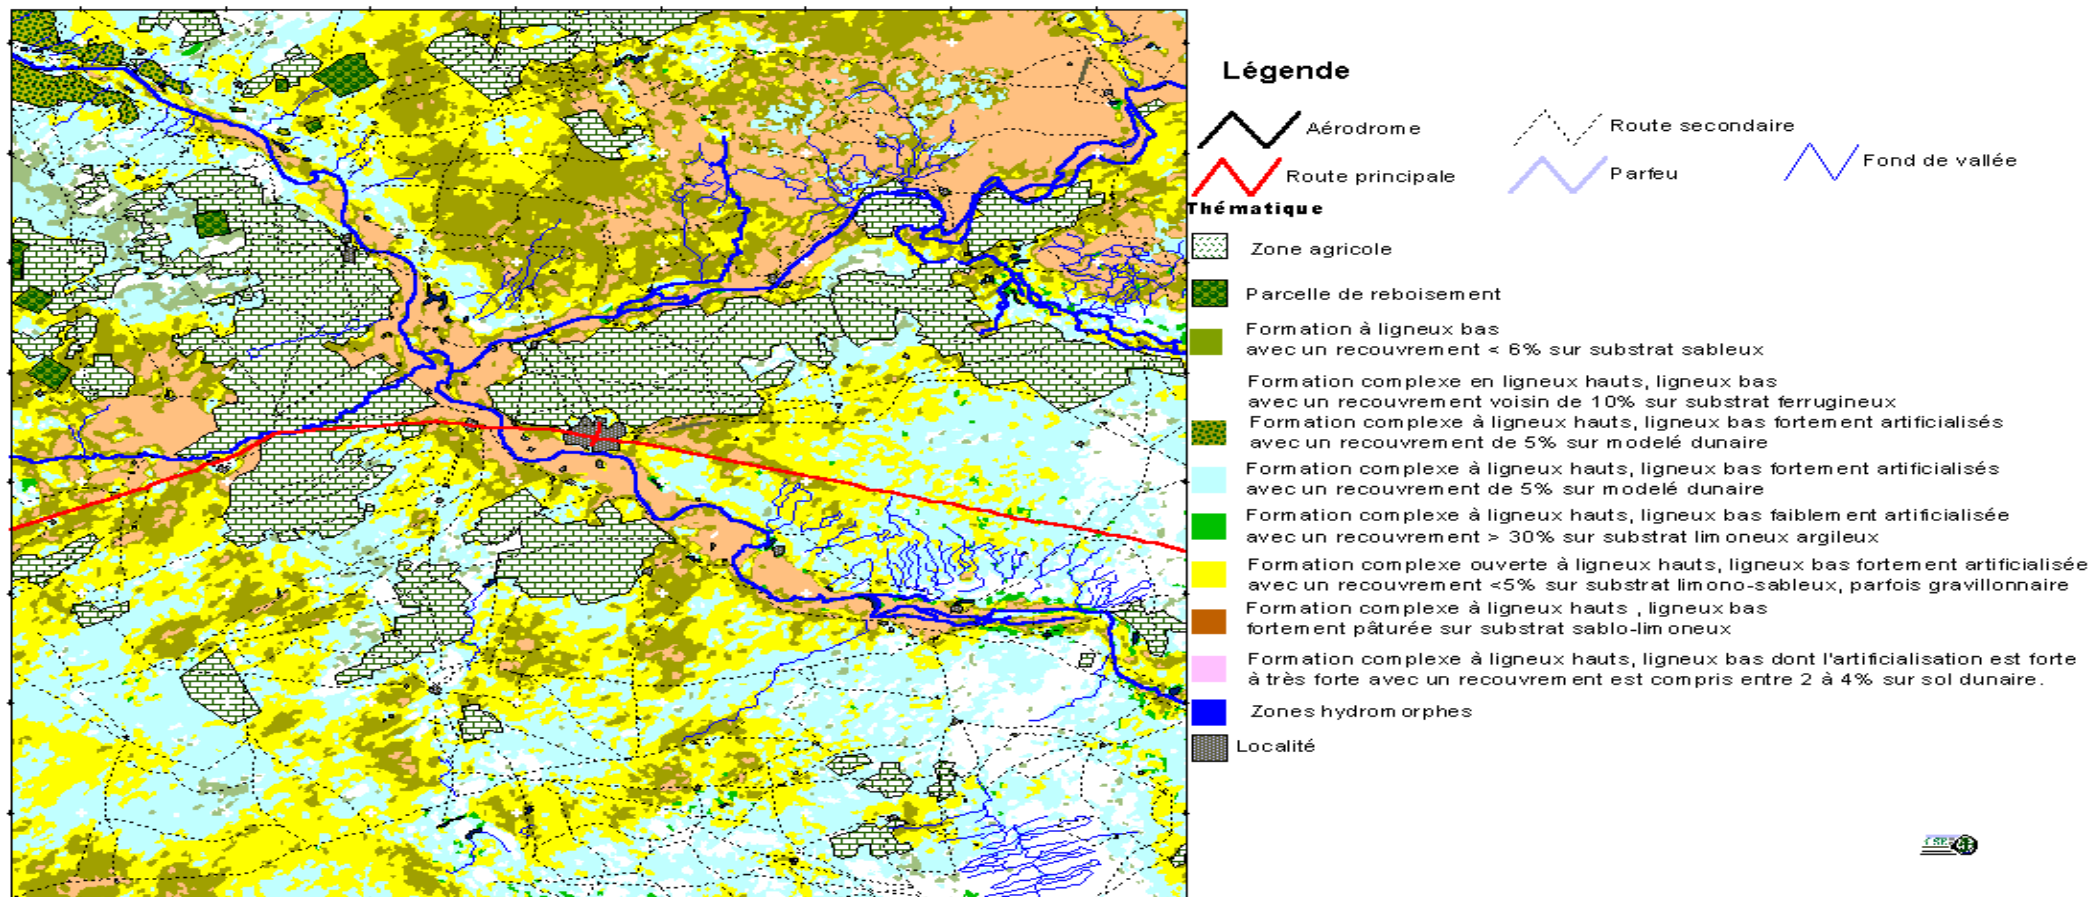 Légende
Aérodrome
Route secondaire
Route principale
Parfeu
Fond de vallée
Thématique
Zone agricole
Parcelle de reboisement
Formation à ligneux bas
avec un recouvrement < 6% sur substrat sableux
Formation complexe en ligneux hauts, ligneux bas
avec un recouvrement voisin de 10% sur substrat ferrugineux
Formation complexe à ligneux hauts, ligneux bas fortement artificialisés
avec un recouvrement de 5% sur modelé dunaire
Formation complexe à ligneux hauts, ligneux bas fortement artificialisés
avec un recouvrement de 5% sur modelé dunaire
Formation complexe à ligneux hauts, ligneux bas faiblement artificialisée
avec un recouvrement > 30% sur substrat limoneux argileux
Formation complexe ouverte à ligneux hauts, ligneux bas fortement artificialisée
avec un recouvrement <5% sur substrat limono-sableux, parfois gravillonnaire
Formation complexe à ligneux hauts , ligneux bas
fortement pâturée sur substrat sablo-limoneux
Formation complexe à ligneux hauts, ligneux bas dont l'artificialisation est forte
à très forte avec un recouvrement est compris entre 2 à 4% sur sol dunaire.
Zones hydromorphes
Localité